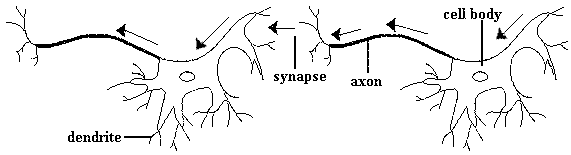 cell body
synapse
axon
dendrite